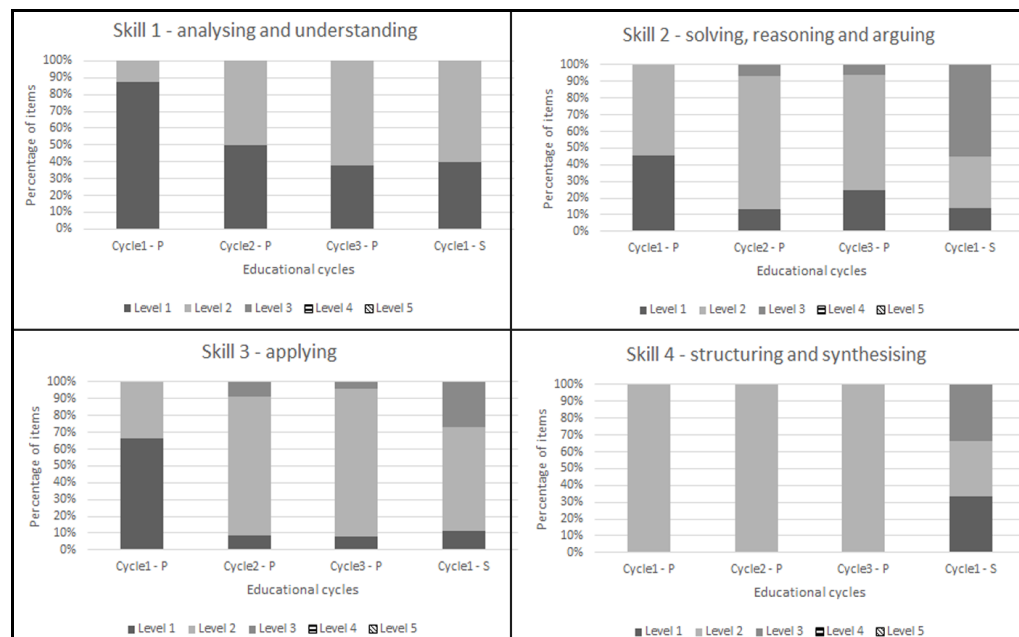 Skill 1 - analysing and understanding
Percentage of items
100%
90%
80%
70%
60%
50%
40%
30%
20%
10%
0%
Cycle1 - P Cycle2 - P Cycle3 - P Cycle1 - S
Educational cycles
Level 1 Level 2 Level 3 Level 4 Level 5
Skill 2 - solving, reasoning and arguing
Percentage of items
100%
90%
80%
70%
60%
50%
40%
30%
20%
10%
0%
Cycle1 - P Cycle2 - P Cycle3 - P Cycle1 - S
Educational cycles
Level 1 Level 2 Level 3 Level 4 Level 5
Skill 3 - applying
Percentage of items
100%
90%
80%
70%
60%
50%
40%
30%
20%
10%
0%
Cycle1 - P Cycle2 - P Cycle3 - P Cycle1 - S
Educational cycles
Level 1 Level 2 Level 3 Level 4 Level 5
Skill 4 - structuring and synthesising
Percentage of items
100%
90%
80%
70%
60%
50%
40%
30%
20%
10%
0%
Cycle1 - P Cycle2 - P Cycle3 - P Cycle1 - S
Educational cycles
Level 1 Level 2 Level 3 Level 4 Level 5